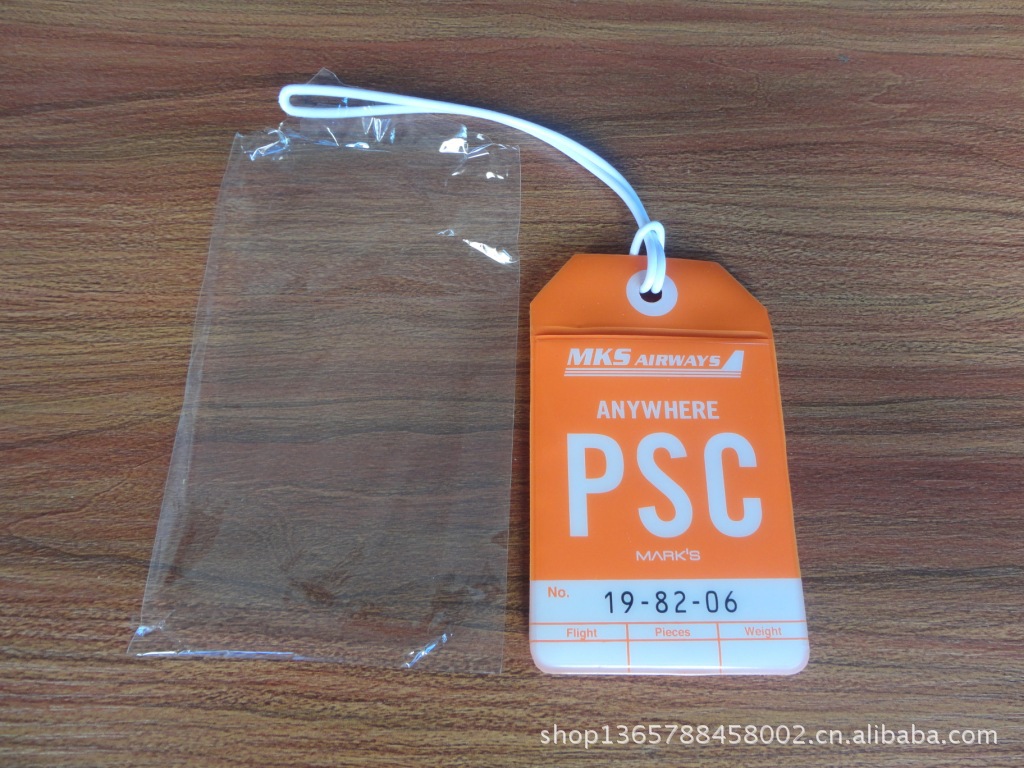 MKS AIRWAYS
ANYWHERE
PSC
MARK'S
No. 19-82-06
Flight Pieces Weight
shop1365788458002.cn.alibaba.com